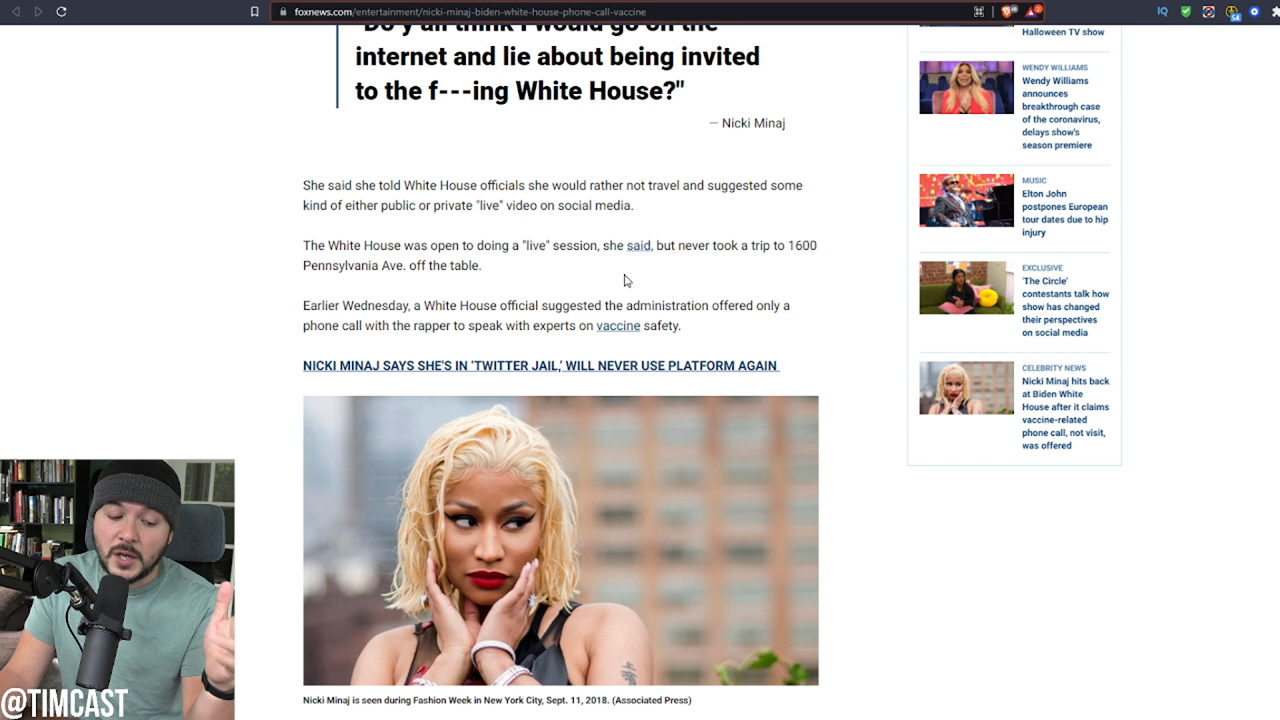 foxnews.com/entertainment/nicki-minaj-biden-white-house-phone-call-vaccine
"Do y'all think I would go on the
internet and lie about being invited
to the f---ing White House?"
— Nicki Minaj
She said she told White House officials she would rather not travel and suggested some
kind of either public or private "live" video on social media.
The White House was open to doing a "live" session, she said, but never took a trip to 1600
Pennsylvania Ave. off the table.
Earlier Wednesday, a White House official suggested the administration offered only a
phone call with the rapper to speak with experts on vaccine safety.
NICKI MINAJ SAYS SHE'S IN 'TWITTER JAIL,' WILL NEVER USE PLATFORM AGAIN
Nicki Minaj is seen during Fashion Week in New York City, Sept. 11, 2018. (Associated Press)
Halloween TV show
WENDY WILLIAMS
Wendy Williams
announces
breakthrough case
of the coronavirus,
delays show's
season premiere
MUSIC
Elton John
postpones European
tour dates due to hip
injury
EXCLUSIVE
'The Circle'
contestants talk how
show has changed
their perspectives
on social media
CELEBRITY NEWS
Nicki Minaj hits back
at Biden White
House after it claims
vaccine-related
phone call, not visit,
was offered
@TIMCAST